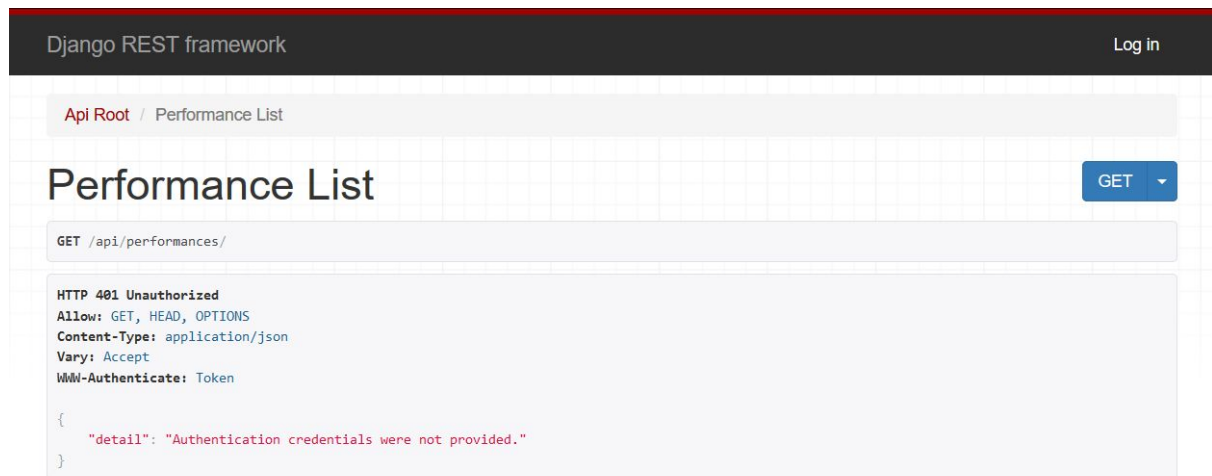 Django REST framework
Log in
Api Root / Performance List
Performance List
GET
GET /api/performances/
HTTP 401 Unauthorized
Allow: GET, HEAD, OPTIONS
Content-Type: application/json
Vary: Accept
WWW-Authenticate: Token
{
    "detail": "Authentication credentials were not provided."
}